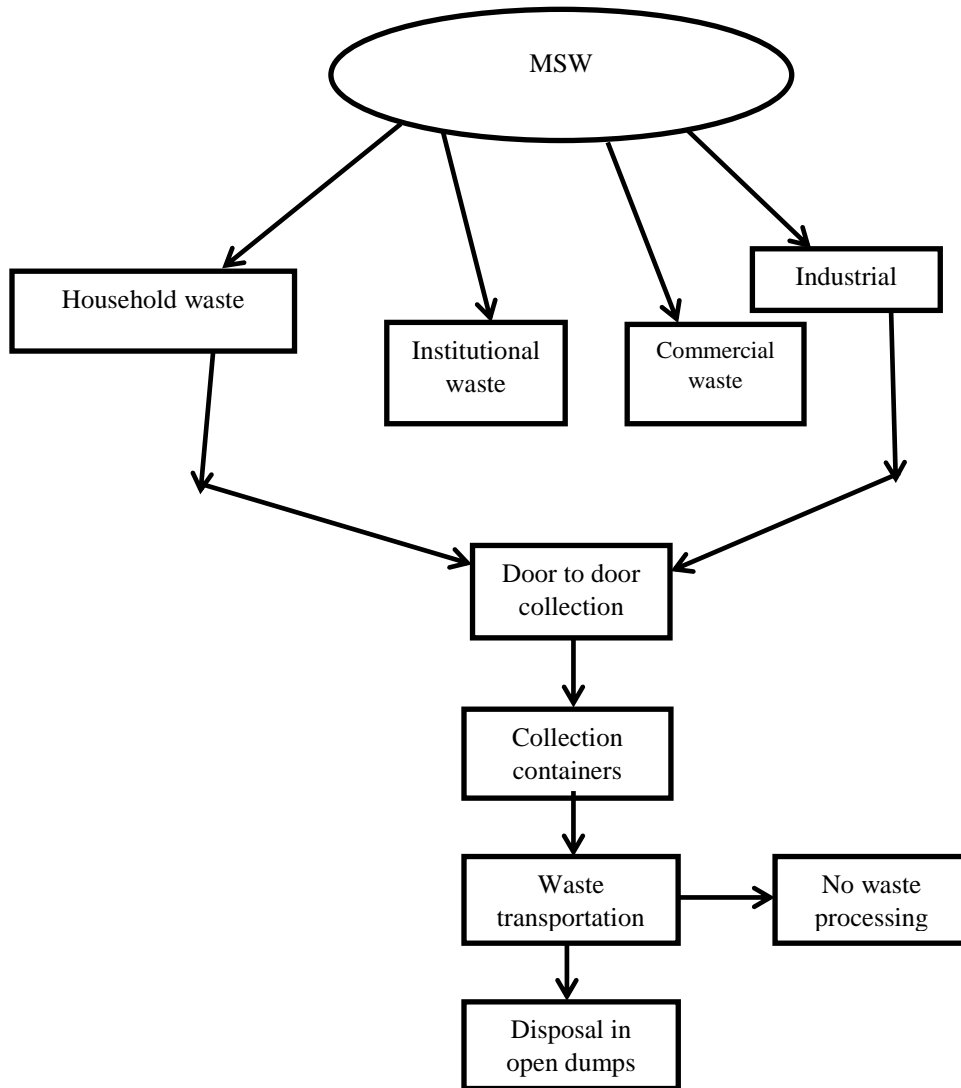 MSW
Household waste
Industrial
Institutional
waste
Commercial
waste
Door to door
collection
Collection
containers
Waste
transportation
No waste
processing
Disposal in
open dumps